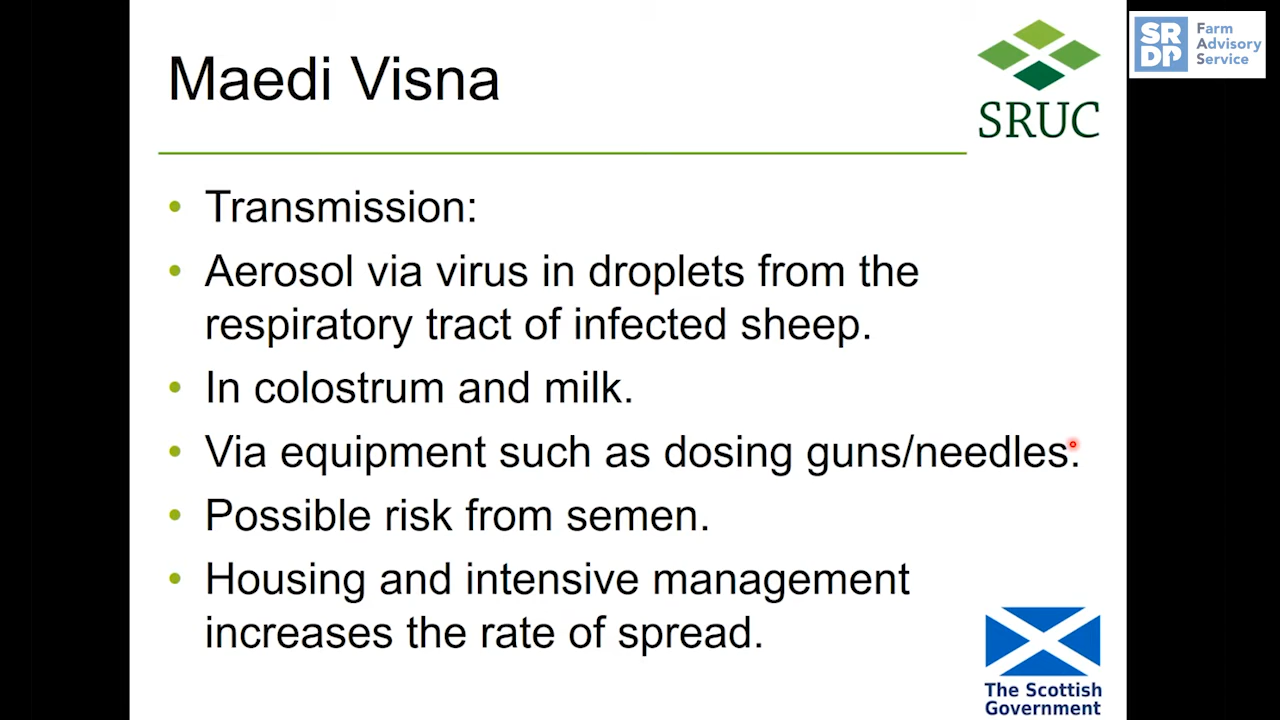 Maedi Visna
SRUC
SRDP
Farm
Advisory
Service
• Transmission:
• Aerosol via virus in droplets from the
respiratory tract of infected sheep.
• In colostrum and milk.
• Via equipment such as dosing guns/needles.
• Possible risk from semen.
• Housing and intensive management
increases the rate of spread.
The Scottish
Government